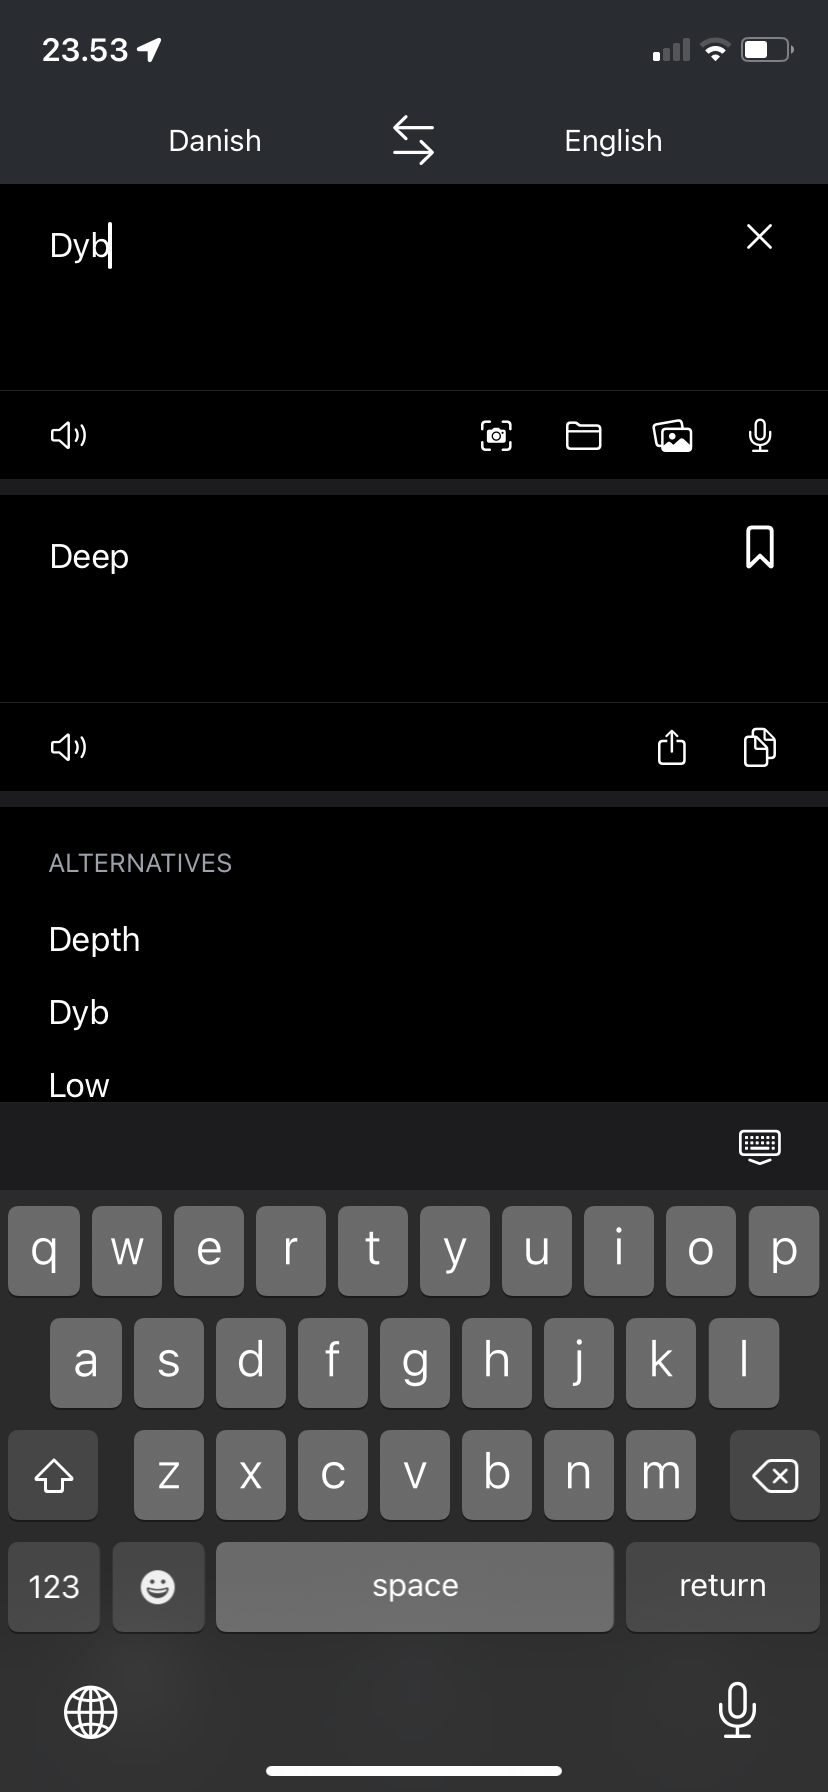 23.53
Danish English
Dyb
Deep
ALTERNATIVES
Depth
Dyb
Low
q w e r t y u i o p
a s d f g h j k l
z x c v b n m
123 space return